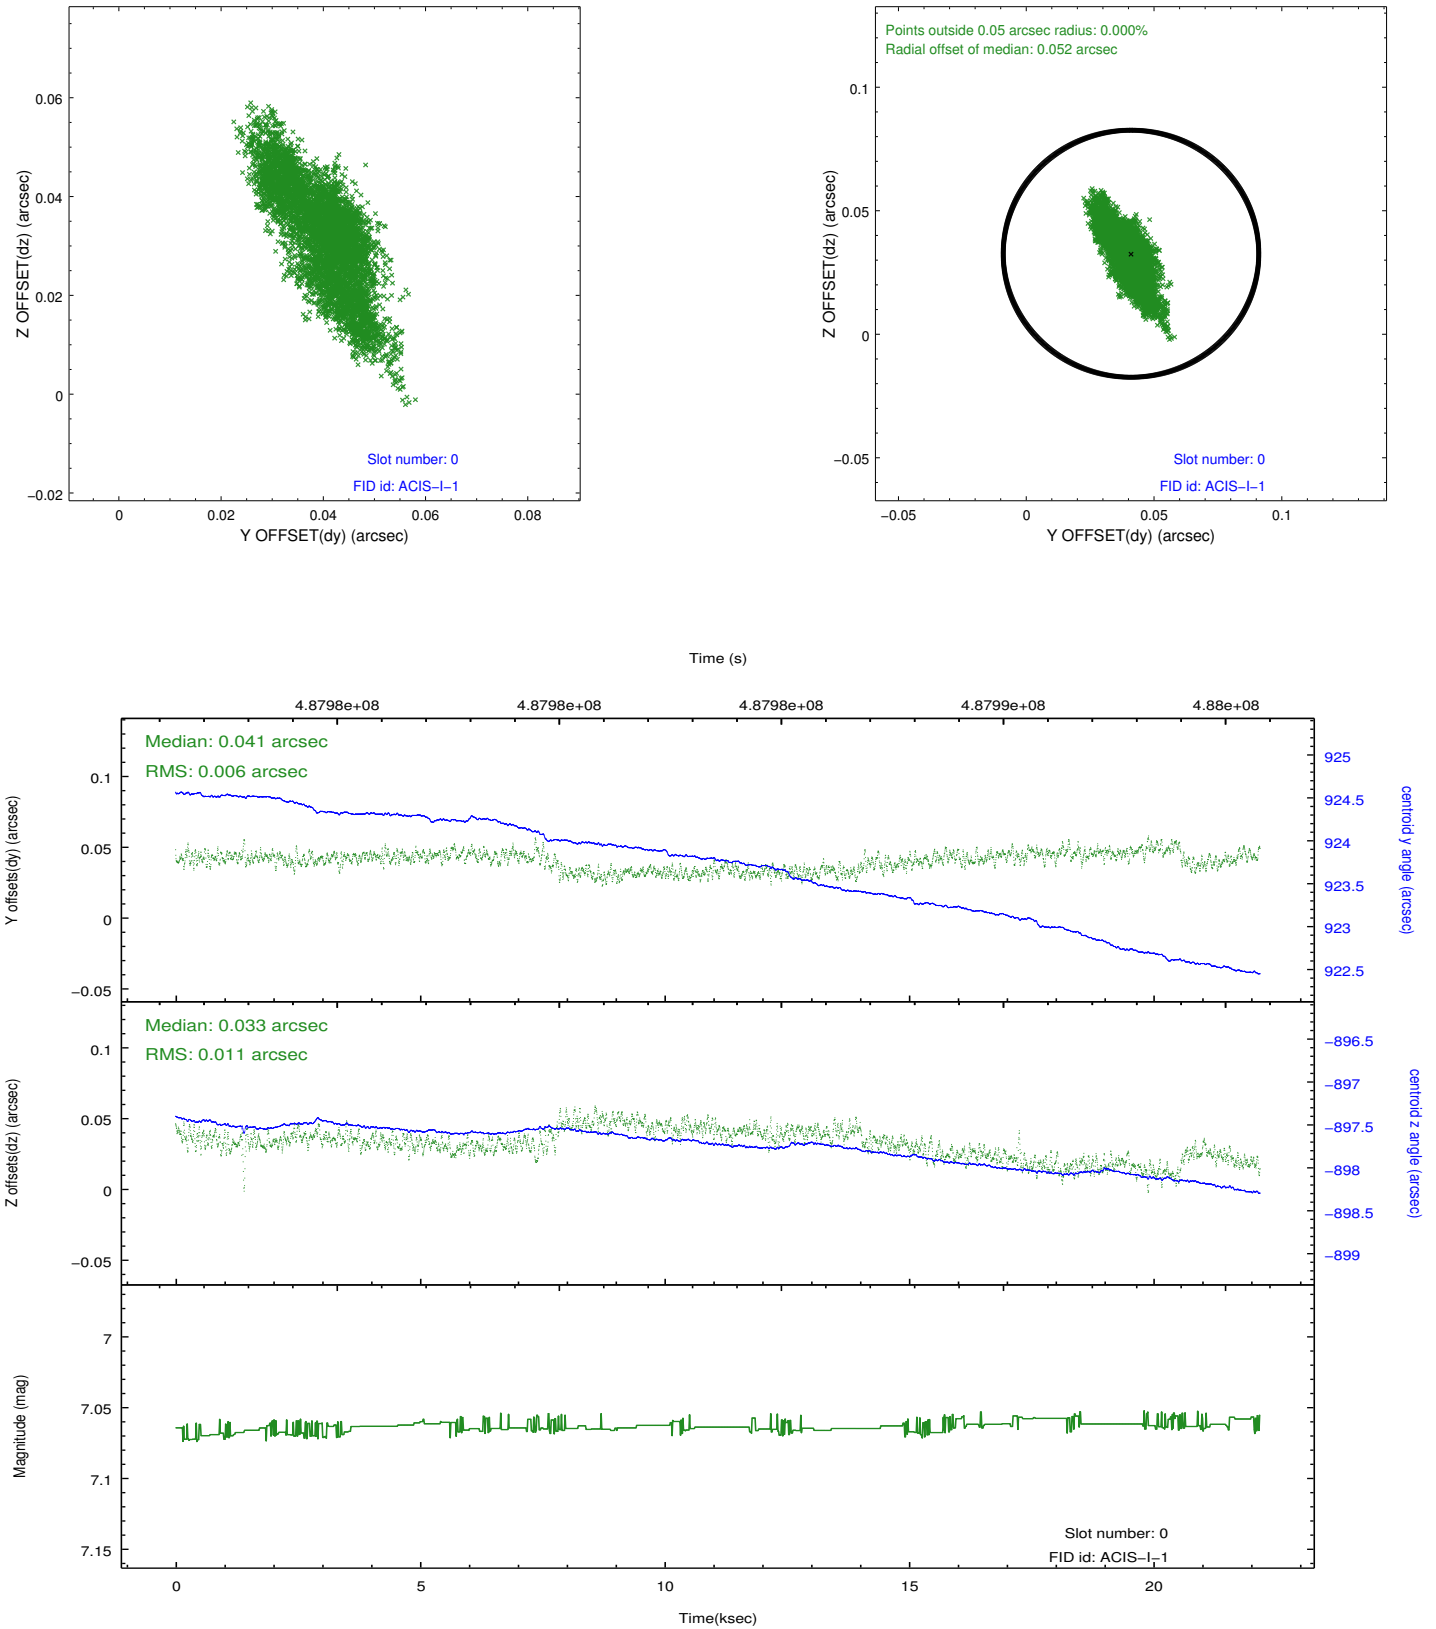 0.06
0.04
0.02
0
−0.02
0
0.02
0.04
0.06
0.08
Z OFFSET(dz) (arcsec)
Y OFFSET(dy) (arcsec)
Slot number: 0
FID id: ACIS−I−1
Points outside 0.05 arcsec radius: 0.000%
Radial offset of median: 0.052 arcsec
0.1
0.05
0
−0.05
−0.05
0
0.05
0.1
Z OFFSET(dz) (arcsec)
Y OFFSET(dy) (arcsec)
Slot number: 0
FID id: ACIS−I−1
Time (s)
4.8798e+08
4.8798e+08
4.8798e+08
4.8799e+08
4.88e+08
Median: 0.041 arcsec
RMS: 0.006 arcsec
0.1
0.05
0
−0.05
Y offsets(dy) (arcsec)
925
924.5
924
923.5
923
922.5
centroid y angle (arcsec)
Median: 0.033 arcsec
RMS: 0.011 arcsec
0.1
0.05
0
−0.05
Z offsets(dz) (arcsec)
−896.5
−897
−897.5
−898
−898.5
−899
centroid z angle (arcsec)
7
7.05
7.1
7.15
Magnitude (mag)
Slot number: 0
FID id: ACIS−I−1
0
5
10
15
20
Time(ksec)